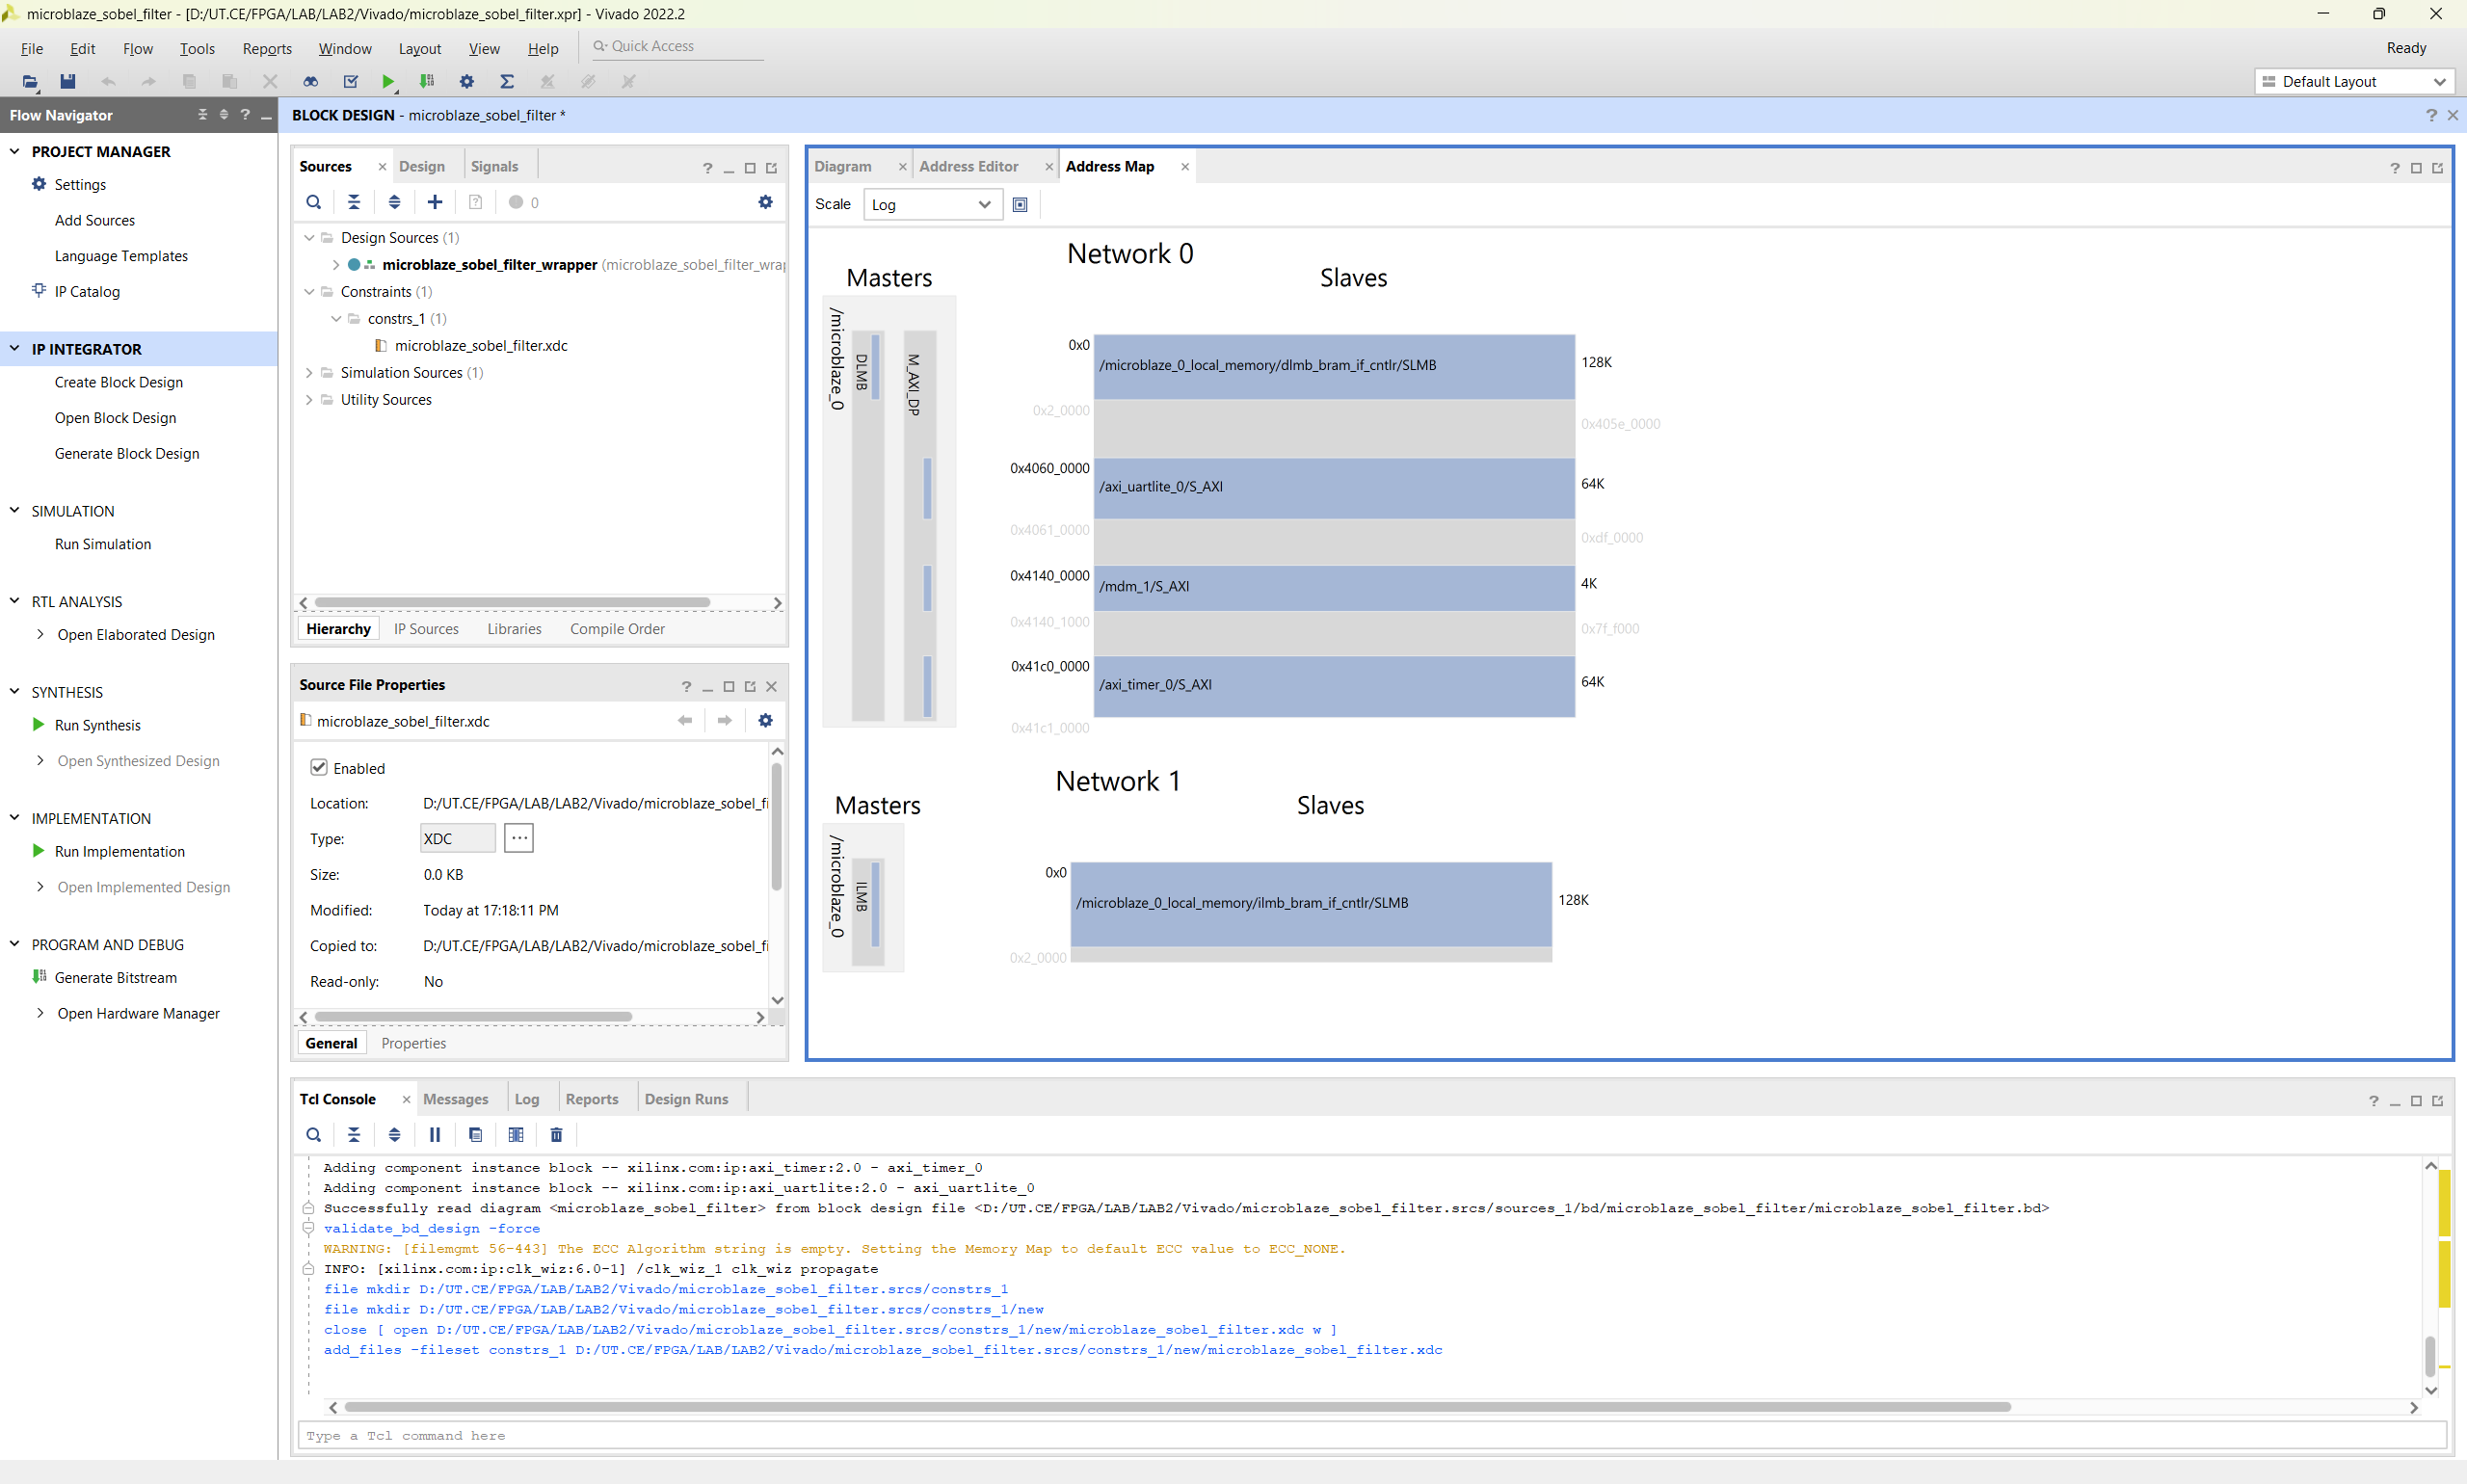 microblaze_sobel_filter - [D:/UT.CE/FPGA/LAB/LAB2/Vivado/microblaze_sobel_filter.xpr] - Vivado 2022.2
File Edit Flow Tools Reports Window Layout View Help Quick Access
Ready
Default Layout
Flow Navigator
PROJECT MANAGER
Settings
Add Sources
Language Templates
IP Catalog
IP INTEGRATOR
Create Block Design
Open Block Design
Generate Block Design
SIMULATION
Run Simulation
RTL ANALYSIS
Open Elaborated Design
SYNTHESIS
Run Synthesis
Open Synthesized Design
IMPLEMENTATION
Run Implementation
Open Implemented Design
PROGRAM AND DEBUG
Generate Bitstream
Open Hardware Manager
BLOCK DESIGN - microblaze_sobel_filter *
Sources Design Signals
0
Design Sources (1)
microblaze_sobel_filter_wrapper (microblaze_sobel_filter_wra
Constraints (1)
constrs_1 (1)
microblaze_sobel_filter.xdc
Simulation Sources (1)
Utility Sources
Hierarchy IP Sources Libraries Compile Order
Source File Properties
microblaze_sobel_filter.xdc
Enabled
Location: D:/UT.CE/FPGA/LAB/LAB2/Vivado/microblaze_sobel_fi
Type: XDC
Size: 0.0 KB
Modified: Today at 17:18:11 PM
Copied to: D:/UT.CE/FPGA/LAB/LAB2/Vivado/microblaze_sobel_fi
Read-only: No
General Properties
Diagram Address Editor Address Map
Scale Log
Network 0
Masters Slaves
/microblaze_0
DLMB
M_AXI_DP
0x0 /microblaze_0_local_memory/dlmb_bram_if_cntlr/SLMB 128K
0x2_0000 0x405e_0000
0x4060_0000 /axi_uartlite_0/S_AXI 64K
0x4061_0000 0xdf_0000
0x4140_0000 /mdm_1/S_AXI 4K
0x4140_1000 0x7f_f000
0x41c0_0000 /axi_timer_0/S_AXI 64K
0x41c1_0000
Network 1
Masters Slaves
/microblaze_0
ILMB
0x0 /microblaze_0_local_memory/ilmb_bram_if_cntlr/SLMB 128K
0x2_0000
Tcl Console Messages Log Reports Design Runs
Adding component instance block -- xilinx.com:ip:axi_timer:2.0 - axi_timer_0
Adding component instance block -- xilinx.com:ip:axi_uartlite:2.0 - axi_uartlite_0
Successfully read diagram <microblaze_sobel_filter> from block design file <D:/UT.CE/FPGA/LAB/LAB2/Vivado/microblaze_sobel_filter.srcs/sources_1/bd/microblaze_sobel_filter/microblaze_sobel_filter.bd>
validate_bd_design -force
WARNING: [filemgmt 56-443] The ECC Algorithm string is empty. Setting the Memory Map to default ECC value to ECC_NONE.
INFO: [xilinx.com:ip:clk_wiz:6.0-1] /clk_wiz_1 clk_wiz propagate
file mkdir D:/UT.CE/FPGA/LAB/LAB2/Vivado/microblaze_sobel_filter.srcs/constrs_1
file mkdir D:/UT.CE/FPGA/LAB/LAB2/Vivado/microblaze_sobel_filter.srcs/constrs_1/new
close [ open D:/UT.CE/FPGA/LAB/LAB2/Vivado/microblaze_sobel_filter.srcs/constrs_1/new/microblaze_sobel_filter.xdc w ]
add_files -fileset constrs_1 D:/UT.CE/FPGA/LAB/LAB2/Vivado/microblaze_sobel_filter.srcs/constrs_1/new/microblaze_sobel_filter.xdc
Type a Tcl command here